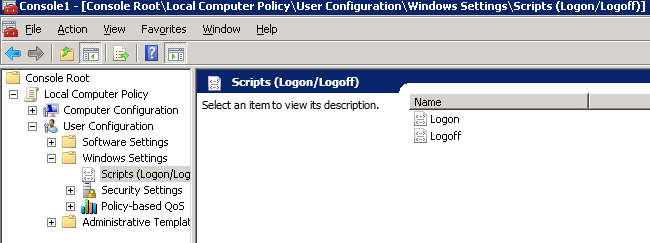 Console1 - [Console Root\Local Computer Policy\User Configuration\Windows Settings\Scripts (Logon/Logoff)]
File Action View Favorites Window Help
Console Root
Local Computer Policy
Computer Configuration
User Configuration
Software Settings
Windows Settings
Scripts (Logon/Log
Security Settings
Policy-based QoS
Administrative Templat
Scripts (Logon/Logoff)
Select an item to view its description.
Name
Logon
Logoff